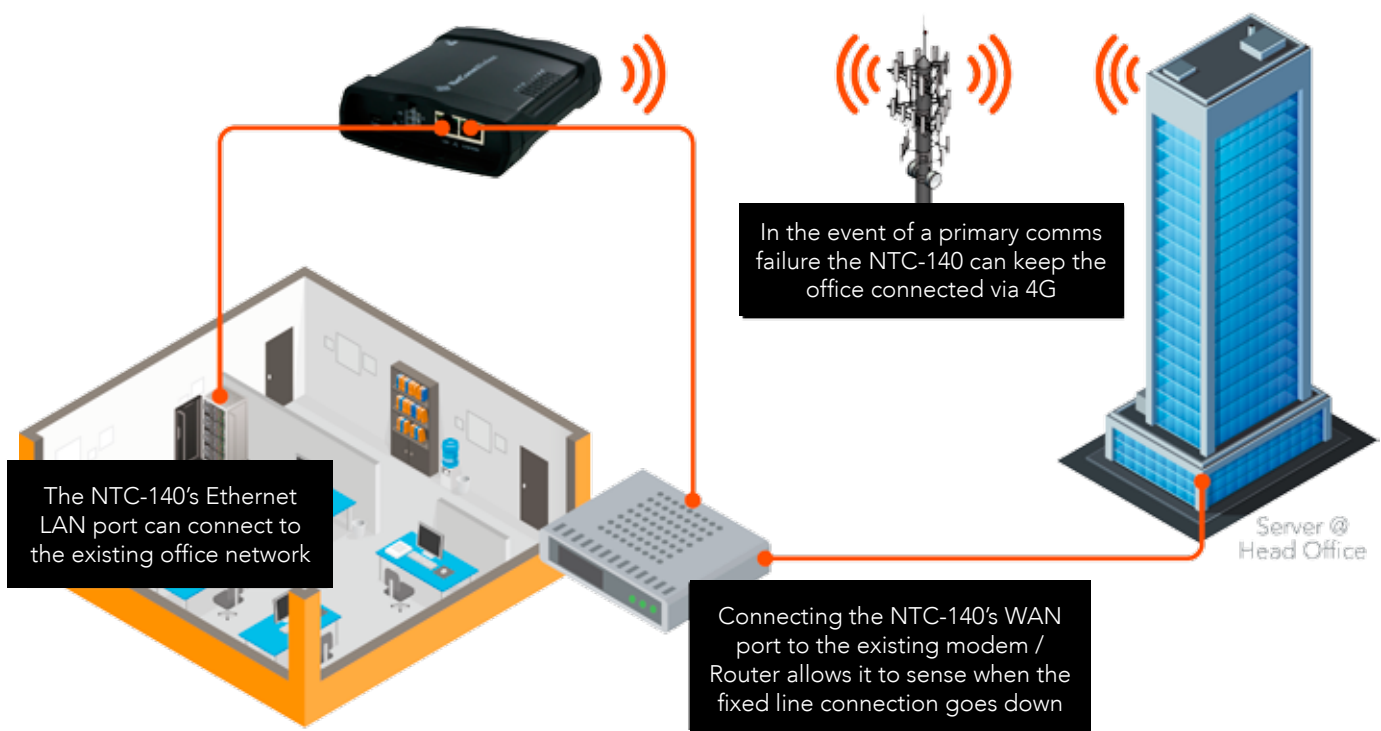 In the event of a primary comms
failure the NTC-140 can keep the
office connected via 4G
The NTC-140's Ethernet
LAN port can connect to
the existing office network
Server @
Head Office
Connecting the NTC-140's WAN
port to the existing modem /
Router allows it to sense when the
fixed line connection goes down